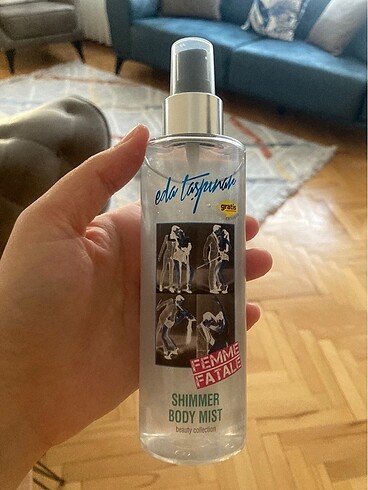 eda taşpınar
gratis
FEMME
FATALE
SHIMMER
BODY MIST
beauty collection